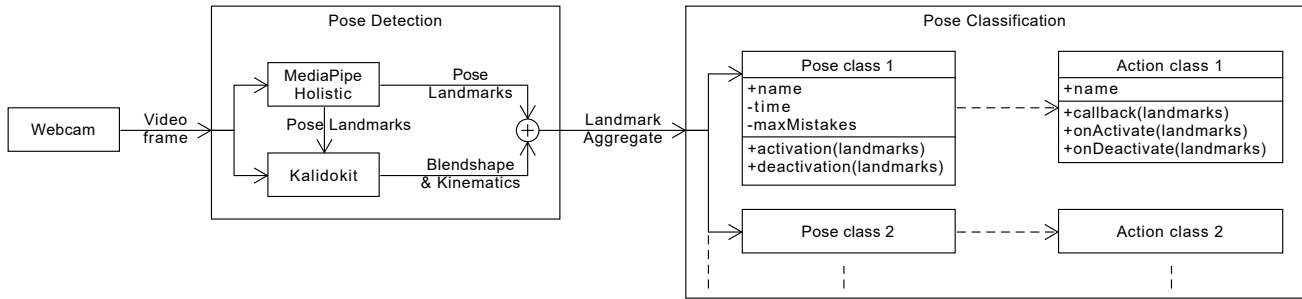 Pose Detection
Pose Classification
Webcam
Video
frame
MediaPipe
Holistic
Pose
Landmarks
Pose Landmarks
Kalidokit
Blendshape
& Kinematics
Landmark
Aggregate
Pose class 1
+name
-time
-maxMistakes
+activation(landmarks)
+deactivation(landmarks)
Action class 1
+name
+callback(landmarks)
+onActivate(landmarks)
+onDeactivate(landmarks)
Pose class 2
Action class 2